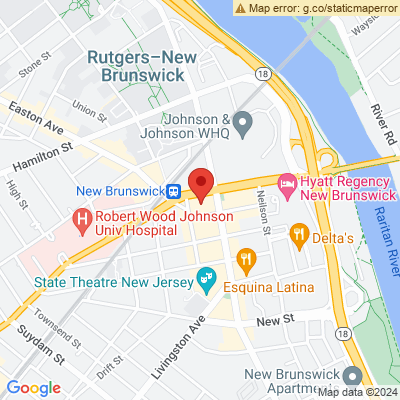 Map error: g.co/staticmaperror
Wayside
Rutgers–New
Brunswick
Stone St
18
Union St
Easton Ave
Johnson &
Johnson WHQ
River Rd
Hamilton St
High St
New Brunswick
Hyatt Regency
New Brunswick
Neilson St
Robert Wood Johnson
Univ Hospital
Raritan River
Delta's
State Theatre New Jersey
Esquina Latina
Townsend St
New St
18
Suydam St
Livingston Ave
Drift St
New Brunswick
Apartments
Google
Map data ©2024